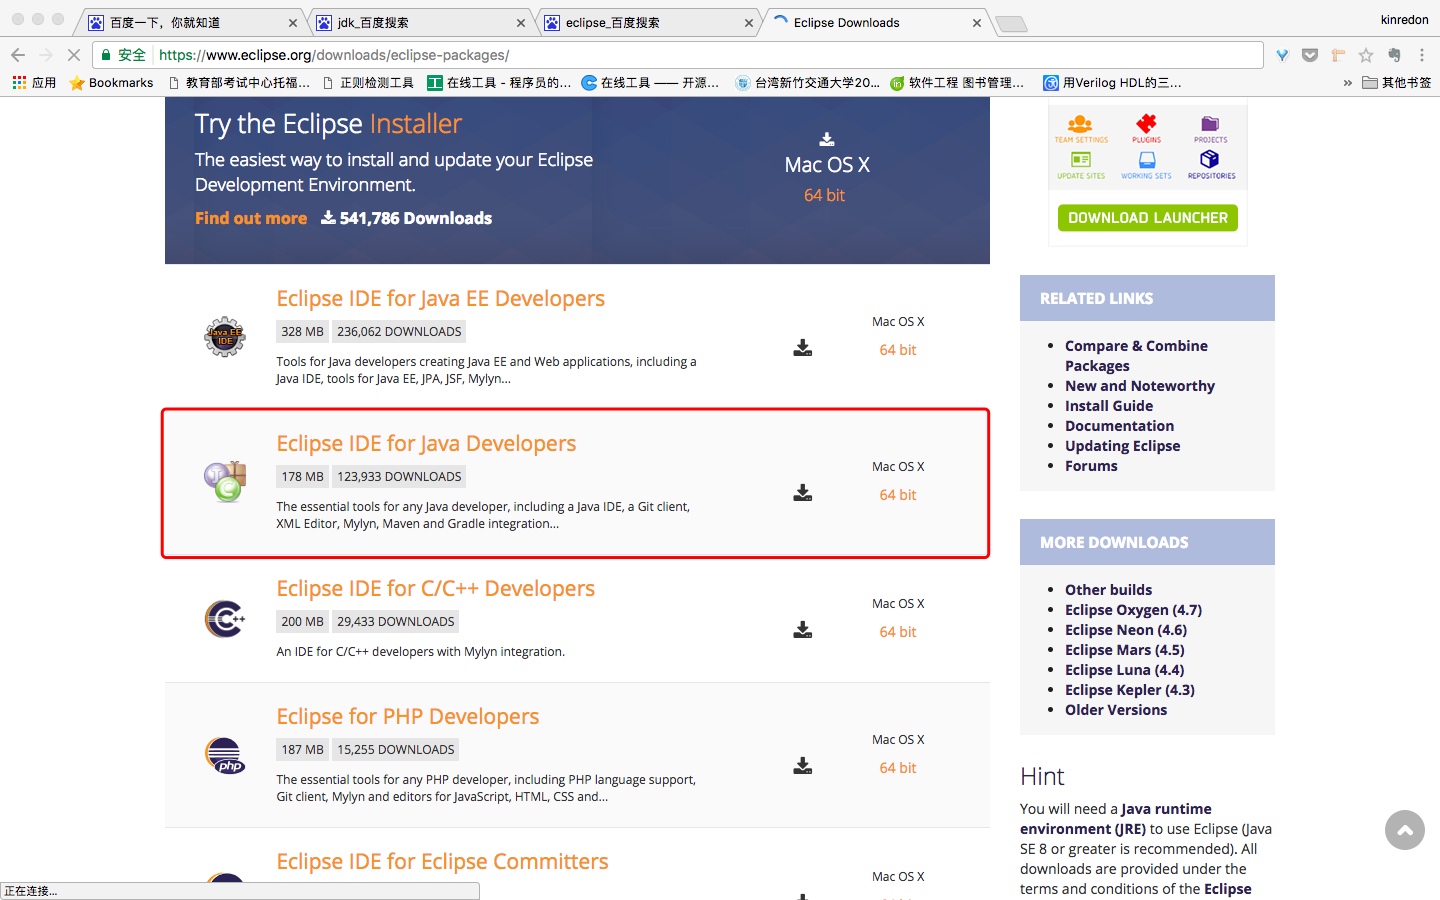 百度一下，你就知道
jdk_百度搜索
eclipse_百度搜索
Eclipse Downloads
kinredon
安全
https://www.eclipse.org/downloads/eclipse-packages/
应用
Bookmarks
教育部考试中心托福...
正则检测工具
在线工具 - 程序员的...
在线工具 —— 开源...
台湾新竹交通大学20...
软件工程 图书管理...
用Verilog HDL的三...
»
其他书签
Try the Eclipse Installer
The easiest way to install and update your Eclipse
Development Environment.
Find out more
541,786 Downloads
Mac OS X
64 bit
Eclipse IDE for Java EE Developers
Java EE
IDE
328 MB
236,062 DOWNLOADS
Tools for Java developers creating Java EE and Web applications, including a
Java IDE, tools for Java EE, JPA, JSF, Mylyn...
Mac OS X
64 bit
Eclipse IDE for Java Developers
178 MB
123,933 DOWNLOADS
The essential tools for any Java developer, including a Java IDE, a Git client,
XML Editor, Mylyn, Maven and Gradle integration...
Mac OS X
64 bit
Eclipse IDE for C/C++ Developers
200 MB
29,433 DOWNLOADS
An IDE for C/C++ developers with Mylyn integration.
Mac OS X
64 bit
Eclipse for PHP Developers
php
187 MB
15,255 DOWNLOADS
The essential tools for any PHP developer, including PHP language support,
Git client, Mylyn and editors for JavaScript, HTML, CSS and...
Mac OS X
64 bit
Eclipse IDE for Eclipse Committers
Mac OS X
TEAM SETTINGS
PLUGINS
PROJECTS
UPDATE SITES
WORKING SETS
REPOSITORIES
DOWNLOAD LAUNCHER
RELATED LINKS
Compare & Combine
Packages
New and Noteworthy
Install Guide
Documentation
Updating Eclipse
Forums
MORE DOWNLOADS
Other builds
Eclipse Oxygen (4.7)
Eclipse Neon (4.6)
Eclipse Mars (4.5)
Eclipse Luna (4.4)
Eclipse Kepler (4.3)
Older Versions
Hint
You will need a Java runtime
environment (JRE) to use Eclipse (Java
SE 8 or greater is recommended). All
downloads are provided under the
terms and conditions of the Eclipse
正在连接...